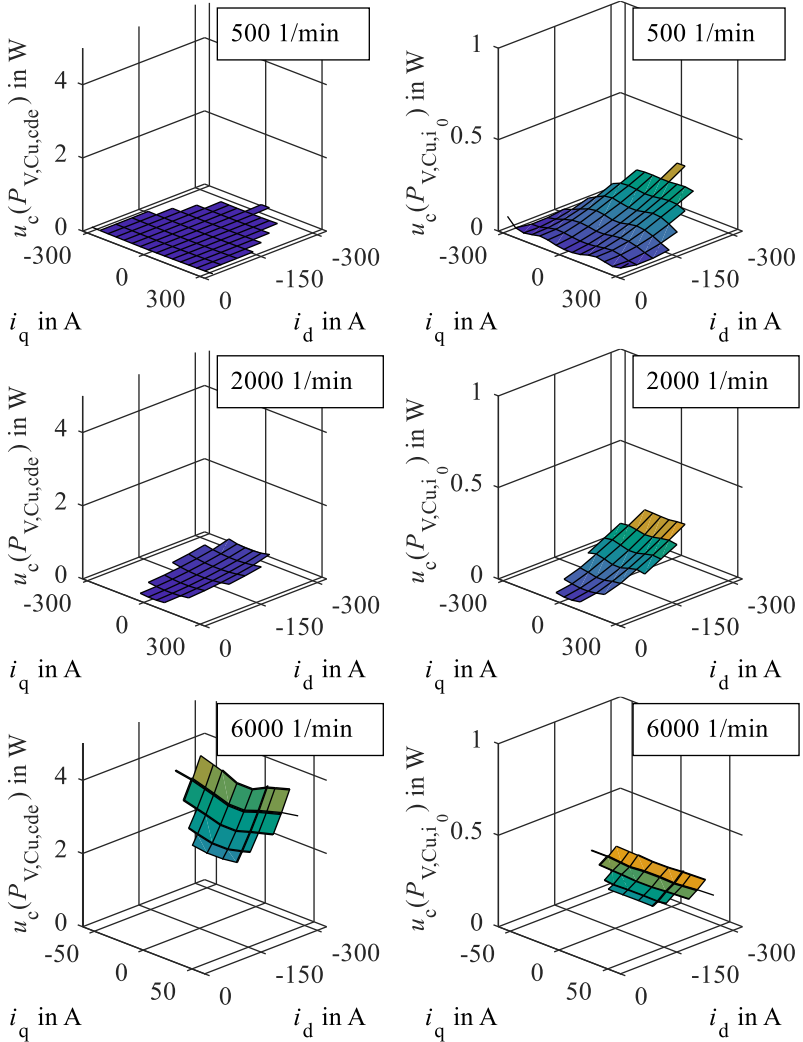 500 1/min
u_c(P_V,Cu,cde) in W
4
2
0
-300
0
300
0
-150
-300
i_q in A
i_d in A
500 1/min
u_c(P_V,Cu,i_0) in W
1
0.5
0
-300
0
300
0
-150
-300
i_q in A
i_d in A
2000 1/min
u_c(P_V,Cu,cde) in W
4
2
0
-300
0
300
0
-150
-300
i_q in A
i_d in A
2000 1/min
u_c(P_V,Cu,i_0) in W
1
0.5
0
-300
0
300
0
-150
-300
i_q in A
i_d in A
6000 1/min
u_c(P_V,Cu,cde) in W
4
2
0
-50
0
50
0
-150
-300
i_q in A
i_d in A
6000 1/min
u_c(P_V,Cu,i_0) in W
1
0.5
0
-50
0
50
0
-150
-300
i_q in A
i_d in A